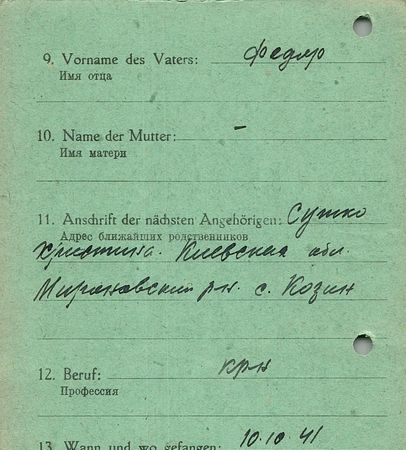 9. Vorname des Vaters: Федор
Имя отца
10. Name der Mutter: –
Имя матери
11. Anschrift der nächsten Angehörigen: Сушко
Адрес ближайших родственников
Христина. Киевская обл.
Мироновский рн. с. Козин
12. Beruf: крн
Профессия
13. Wann und wo gefangen: 10.10.41